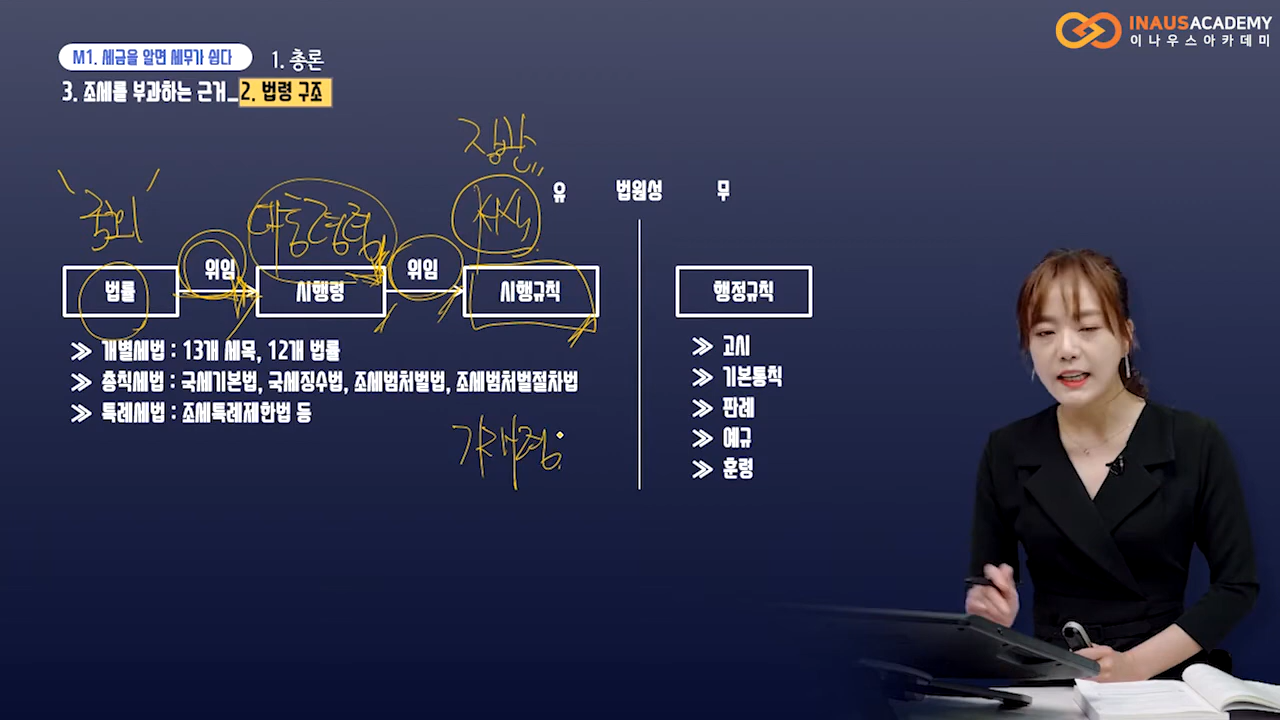 INAUSACADEMY
이나우스아카데미
M1. 세금을 알면 세무가 쉽다
1. 총론
3. 조세를 부과하는 근거_2. 법령 구조
장관
국회
대통령령
서식
유 법원성 무
법률
위임
시행령
위임
시행규칙
행정규칙
≫ 개별세법 : 13개 세목, 12개 법률
≫ 총칙세법 : 국세기본법, 국세징수법, 조세범처벌법, 조세범처벌절차법
≫ 특례세법 : 조세특례제한법 등
≫ 고시
≫ 기본통칙
≫ 판례
≫ 예규
≫ 훈령